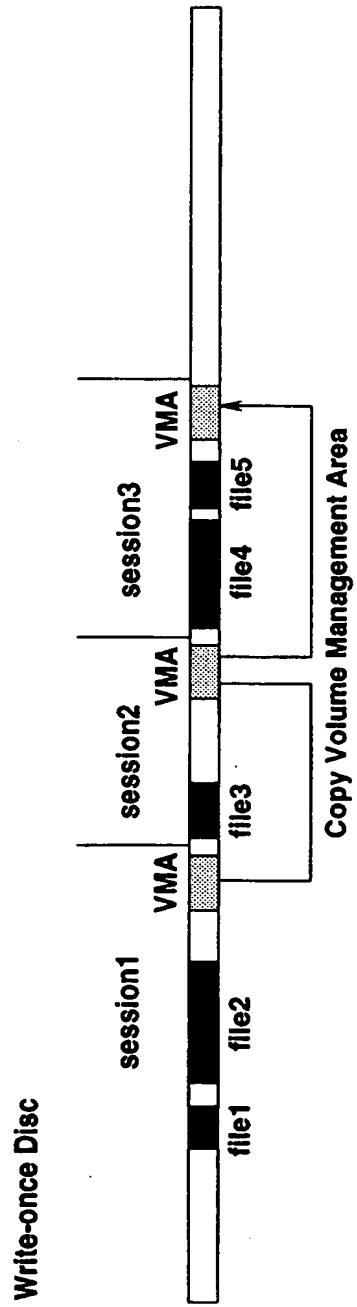 Write-once Disc
session1
session2
session3
VMA
VMA
VMA
file1
file2
file3
file4
file5
Copy Volume Management Area